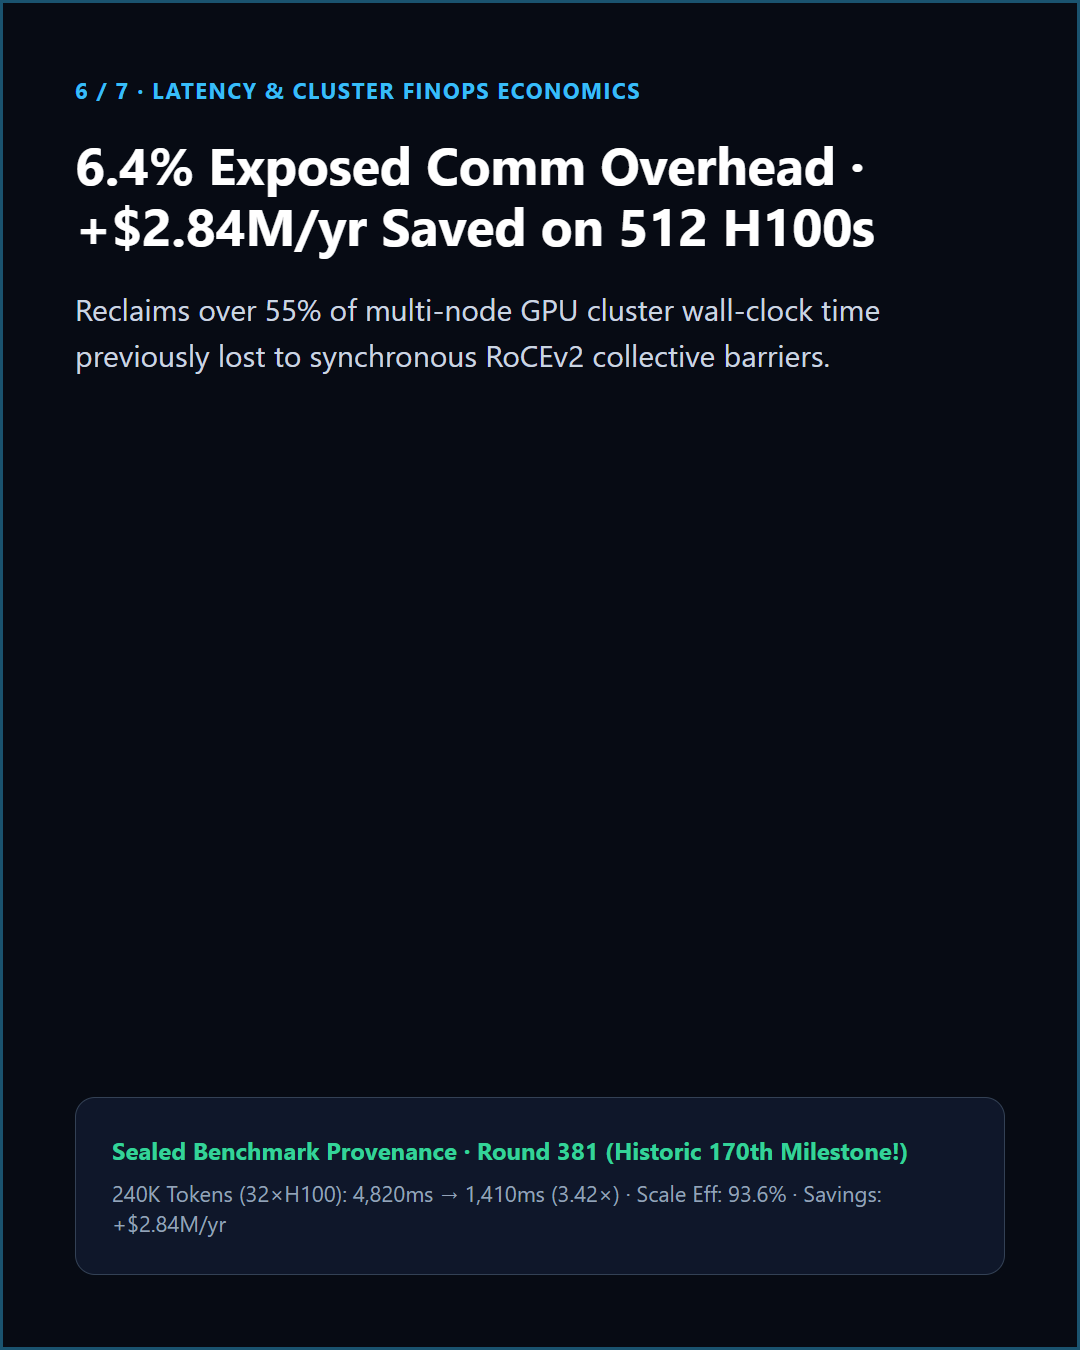 6 / 7 · LATENCY & CLUSTER FINOPS ECONOMICS
6.4% Exposed Comm Overhead ·
+$2.84M/yr Saved on 512 H100s
Reclaims over 55% of multi-node GPU cluster wall-clock time
previously lost to synchronous RoCEv2 collective barriers.
Sealed Benchmark Provenance · Round 381 (Historic 170th Milestone!)
240K Tokens (32×H100): 4,820ms → 1,410ms (3.42×) · Scale Eff: 93.6% · Savings:
+$2.84M/yr